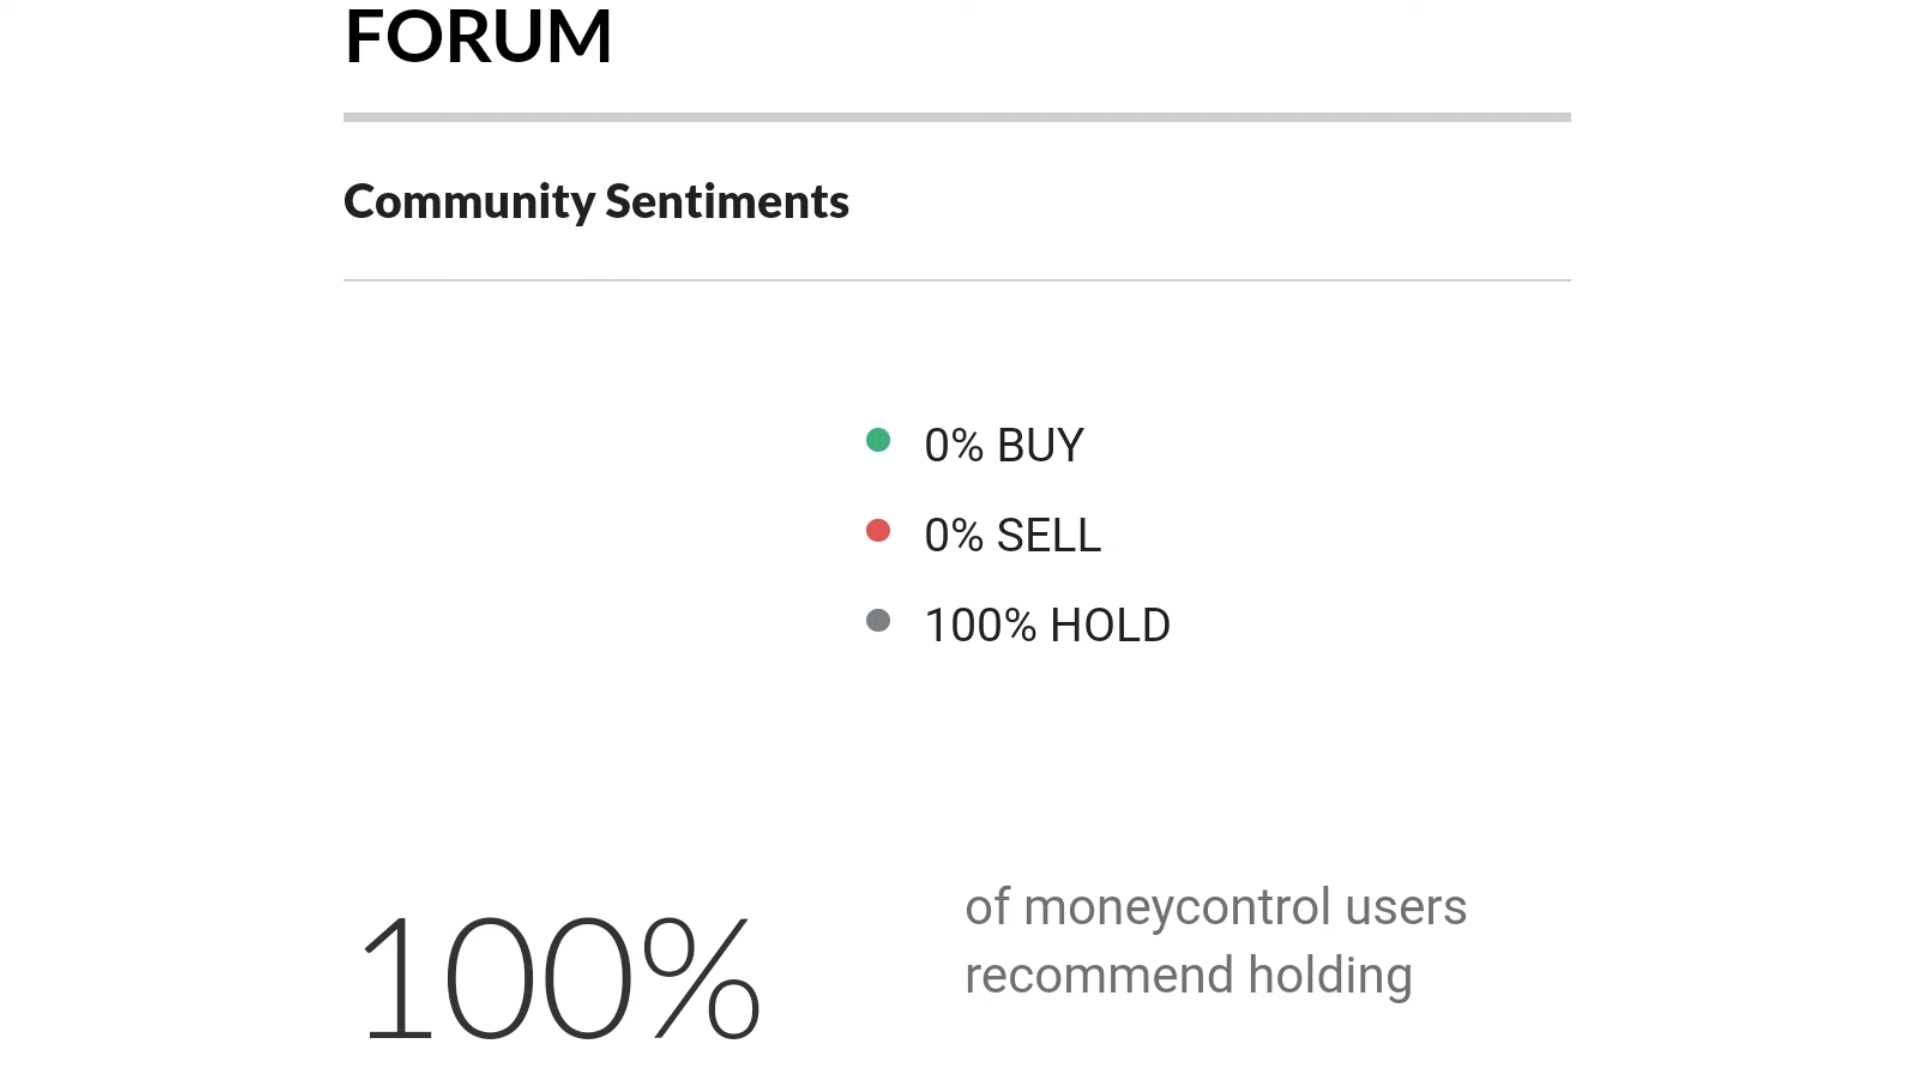 FORUM
Community Sentiments
0% BUY
0% SELL
100% HOLD
100%
of moneycontrol users
recommend holding